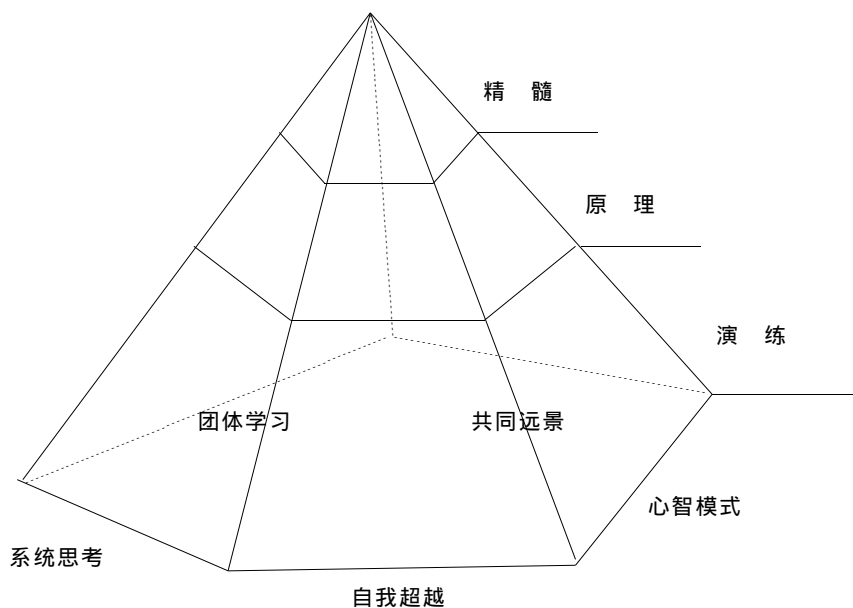 精 髓
原 理
演 练
团体学习
共同远景
心智模式
系统思考
自我超越